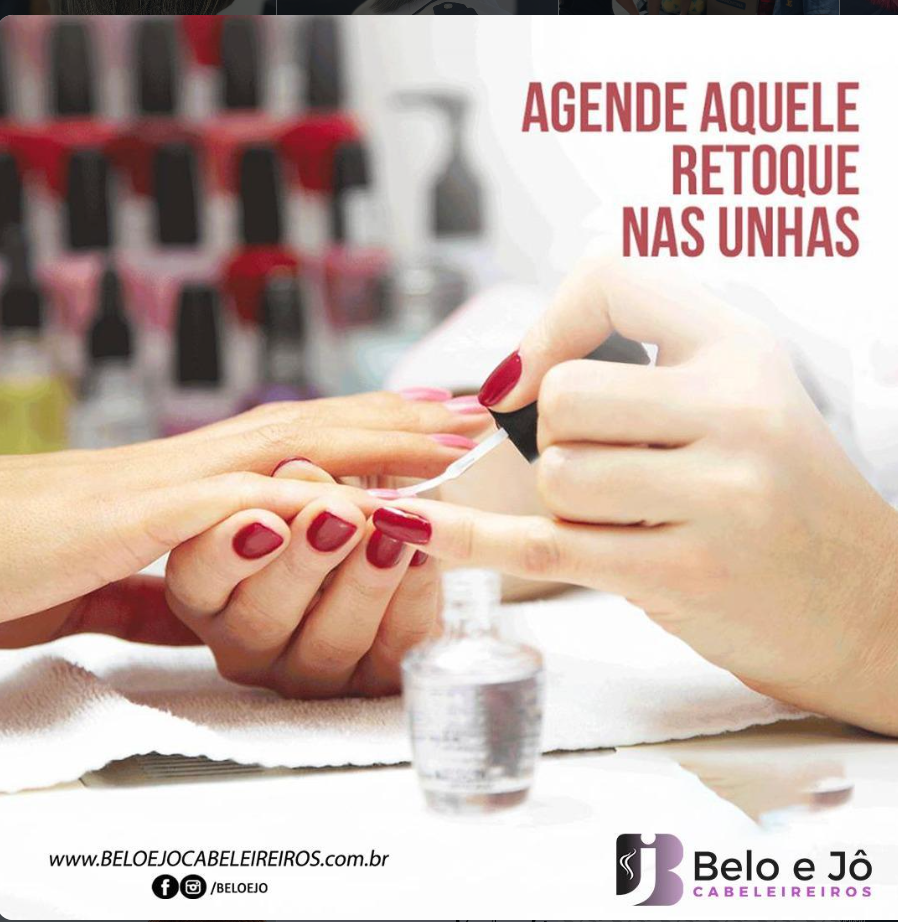 AGENDE AQUELE
RETOQUE
NAS UNHAS
www.BELOEJOCABELEIREIROS.com.br
/BELOEJO
Belo e Jô
CABELEIREIROS